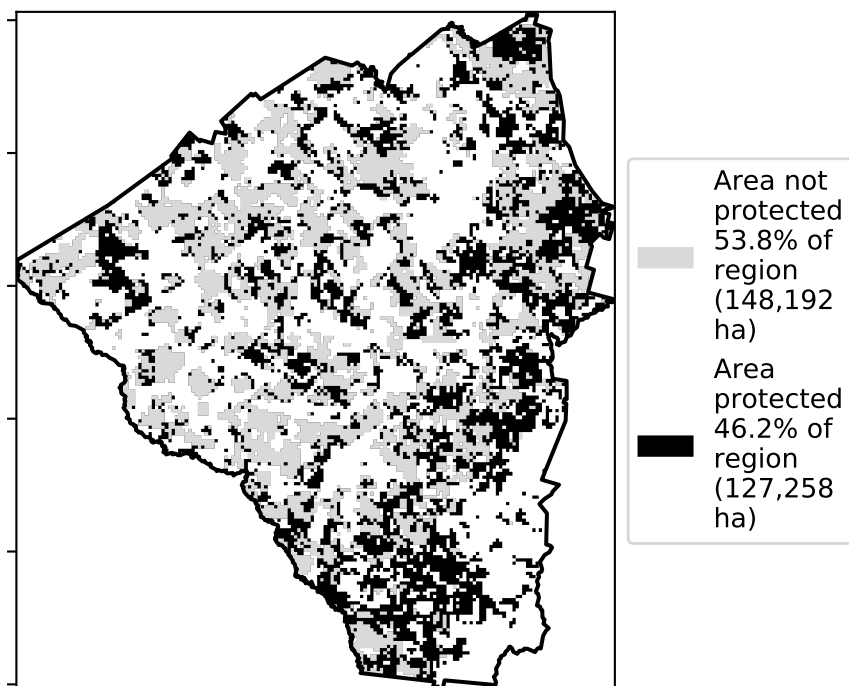 Area not
protected
53.8% of
region
(148,192
ha)
Area
protected
46.2% of
region
(127,258
ha)